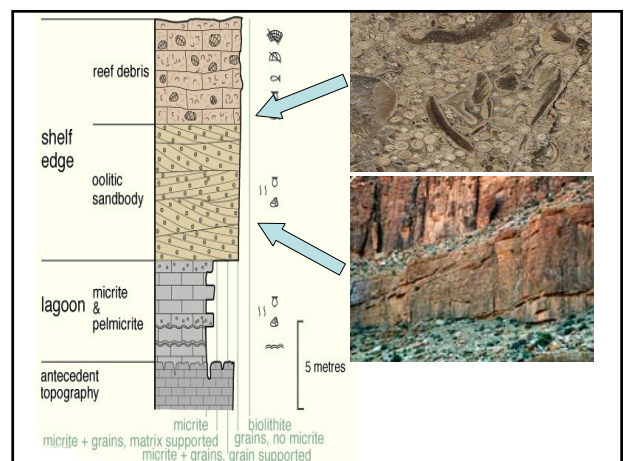 reef debris
shelf
edge
oolitic
sandbody
lagoon
micrite
&
pelmicrite
antecedent
topography
5 metres
micrite
biolithite
micrite + grains, matrix supported
grains, no micrite
micrite + grains, grain supported